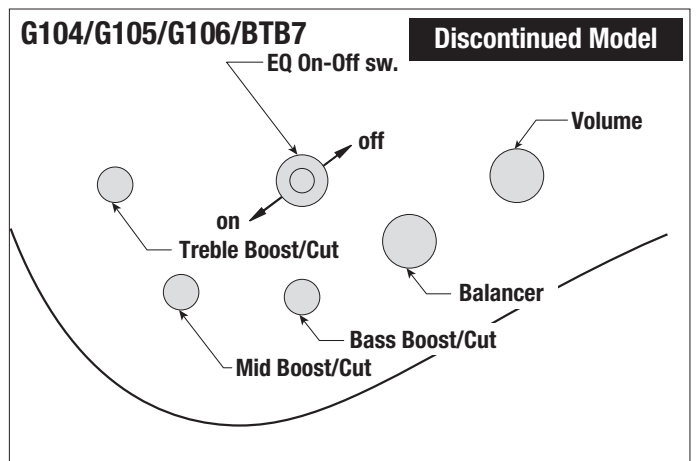 G104/G105/G106/BTB7
Discontinued Model
EQ On-Off sw.
Volume
off
on
Treble Boost/Cut
Balancer
Bass Boost/Cut
Mid Boost/Cut